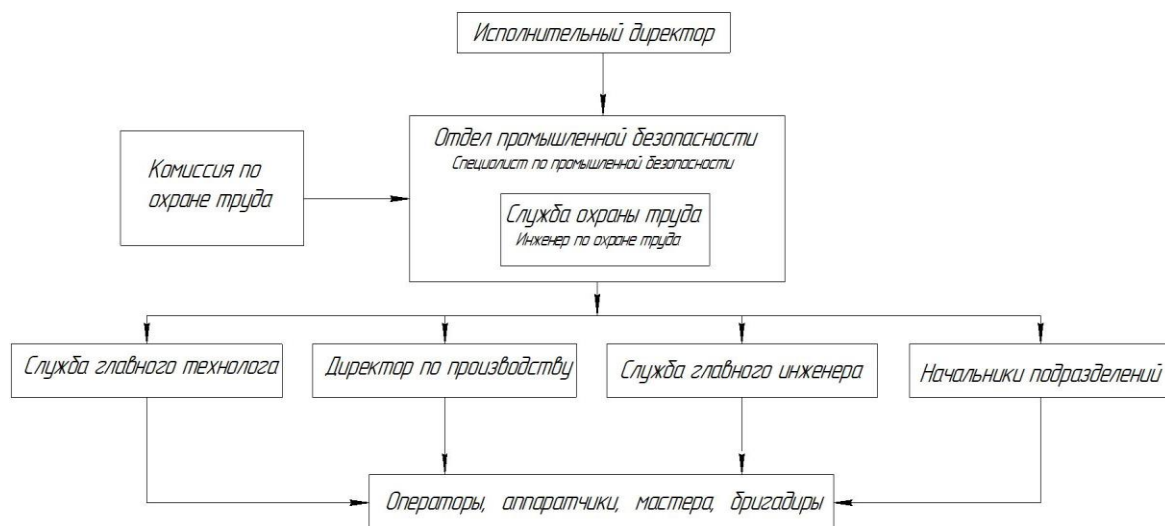 Исполнительный директор
Отдел промышленной безопасности
Специалист по промышленной безопасности
Комиссия по
охране труда
Служба охраны труда
Инженер по охране труда
Служба главного технолога
Директор по производству
Служба главного инженера
Начальники подразделений
Операторы, аппаратчики, мастера, бригадиры